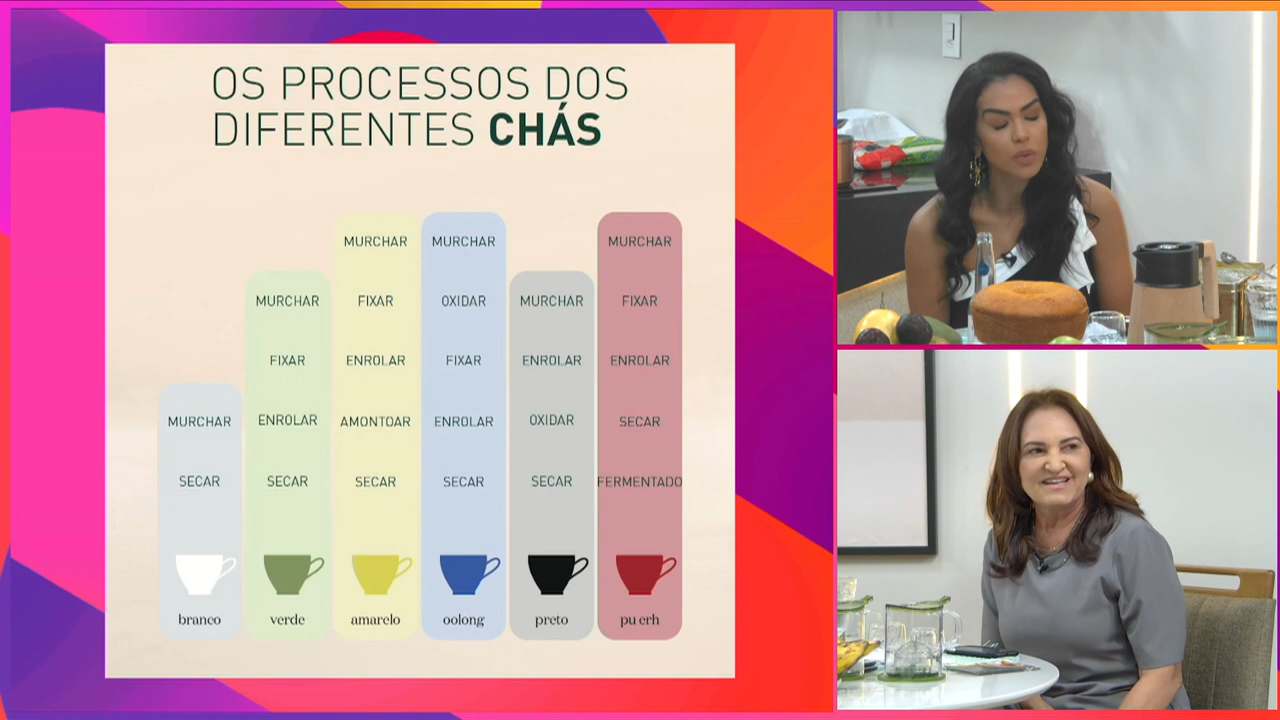 OS PROCESSOS DOS
DIFERENTES CHÁS
MURCHAR
SECAR
branco
MURCHAR
FIXAR
ENROLAR
SECAR
verde
MURCHAR
FIXAR
ENROLAR
AMONTOAR
SECAR
amarelo
MURCHAR
OXIDAR
FIXAR
ENROLAR
SECAR
oolong
MURCHAR
ENROLAR
OXIDAR
SECAR
preto
MURCHAR
FIXAR
ENROLAR
SECAR
FERMENTADO
pu erh